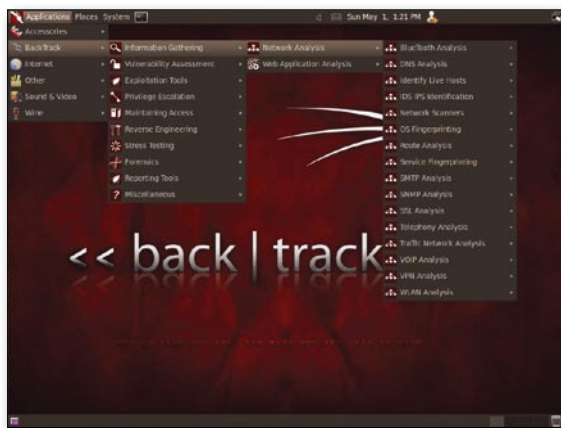 Applications Places System
Sun May 1, 1:21 PM
Accessories
BackTrack
Internet
Other
Sound & Video
Wine
Information Gathering
Vulnerability Assessment
Exploitation Tools
Privilege Escalation
Maintaining Access
Reverse Engineering
Stress Testing
Forensics
Reporting Tools
Miscellaneous
Network Analysis
Web Application Analysis
BlueTooth Analysis
DNS Analysis
Identify Live Hosts
IDS IPS Identification
Network Scanners
OS Fingerprinting
Route Analysis
Service Fingerprinting
SMTP Analysis
SNMP Analysis
SSL Analysis
Telephony Analysis
Traffic Network Analysis
VOIP Analysis
VPN Analysis
WLAN Analysis
<< back | track